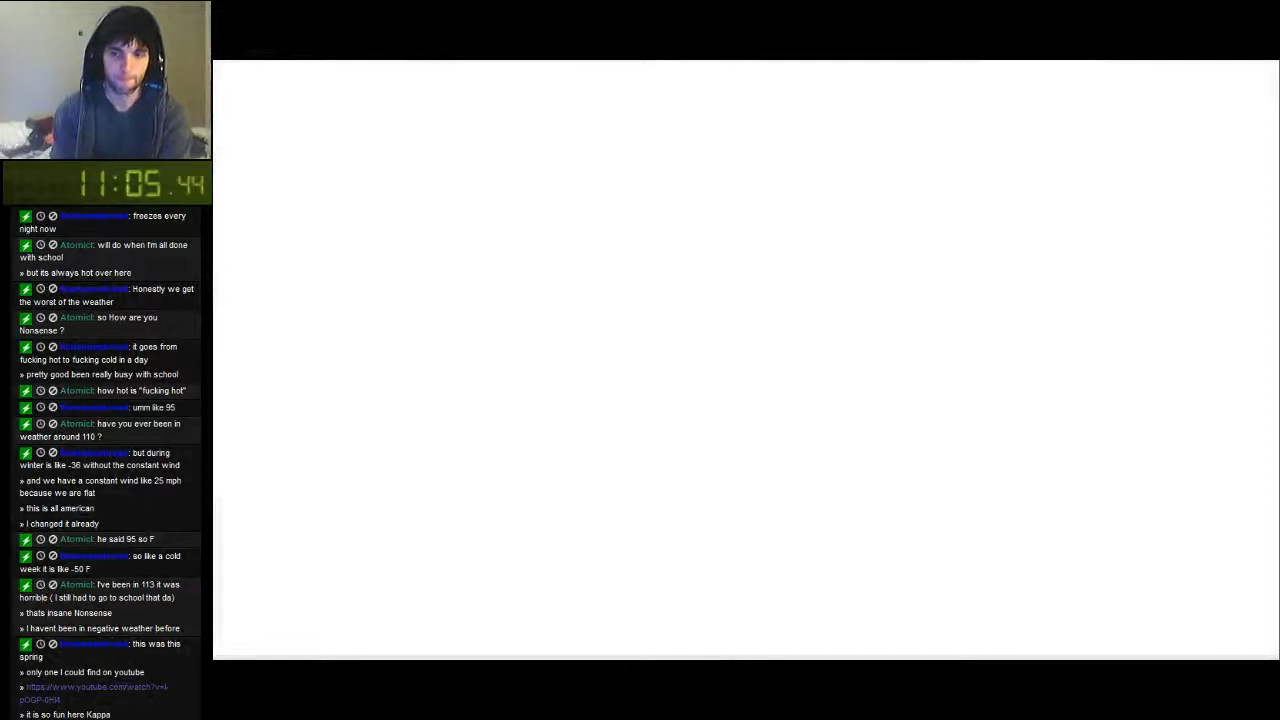 11:05.44
: freezes every
night now
Atomicl: will do when I'm all done
with school
» but its always hot over here
: Honestly we get
the worst of the weather
Atomicl: so How are you
Nonsense ?
: it goes from
fucking hot to fucking cold in a day
» pretty good been really busy with school
Atomicl: how hot is "fucking hot"
: umm like 95
Atomicl: have you ever been in
weather around 110 ?
: but during
winter is like -36 without the constant wind
» and we have a constant wind like 25 mph
because we are flat
» this is all american
» I changed it already
Atomicl: he said 95 so F
: so like a cold
week it is like -50 F
Atomicl: I've been in 113 it was
horrible ( I still had to go to school that da)
» thats insane Nonsense
» I havent been in negative weather before
: this was this
spring
» only one I could find on youtube
» https://www.youtube.com/watch?v=I-
pOGP-0HI4
» it is so fun here Kappa